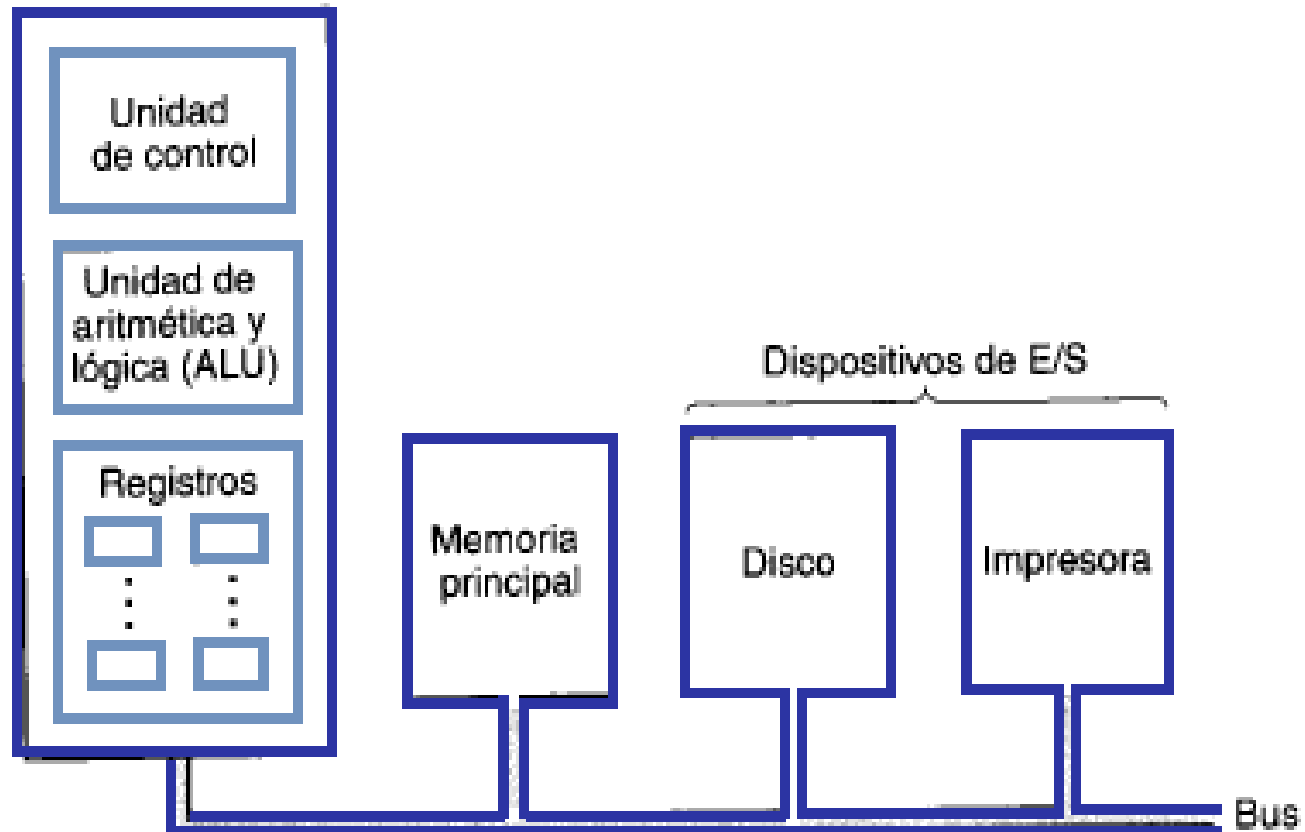 Unidad
de control
Unidad de
aritmética y
lógica (ALU)
Registros
Dispositivos de E/S
Memoria
principal
Disco
Impresora
Bus